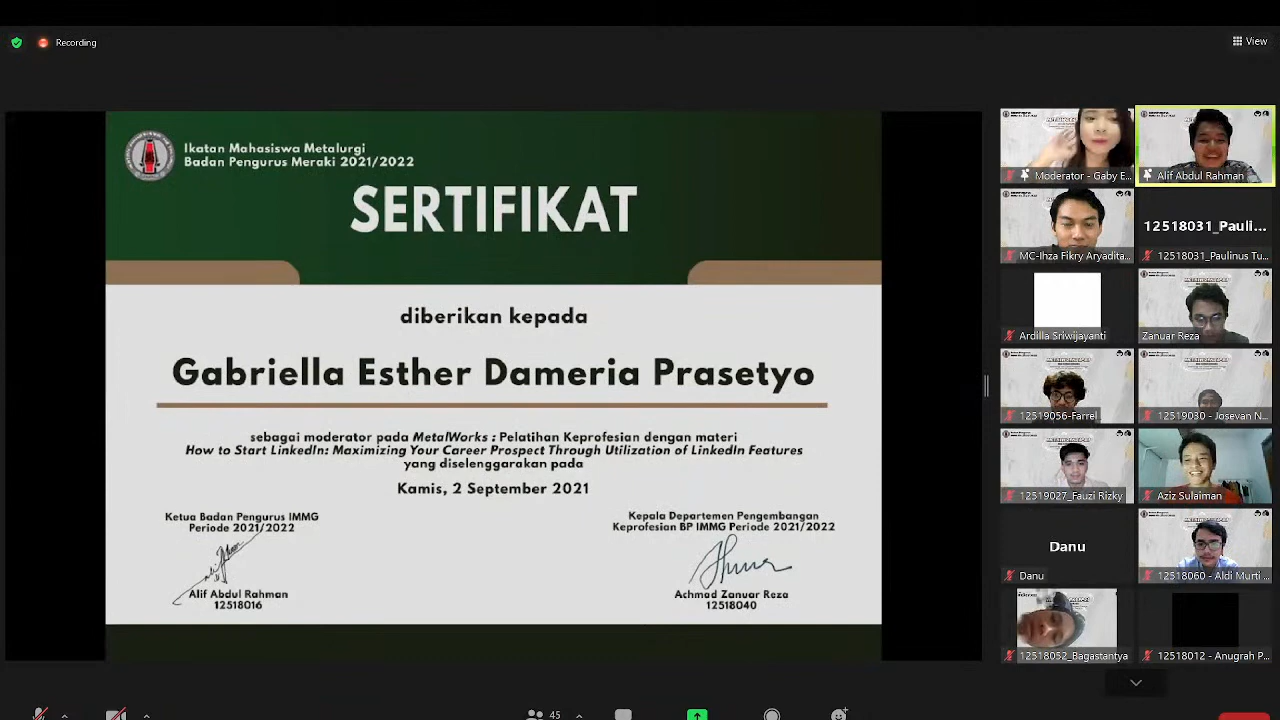 Recording
View
Ikatan Mahasiswa Metalurgi
Badan Pengurus Meraki 2021/2022
SERTIFIKAT
diberikan kepada
Gabriella Esther Dameria Prasetyo
sebagai moderator pada MetalWorks ; Pelatihan Keprofesian dengan materi
How to Start LinkedIn: Maximizing Your Career Prospect Through Utilization of LinkedIn Features
yang diselenggarakan pada
Kamis, 2 September 2021
Ketua Badan Pengurus IMMG
Periode 2021/2022
Alif Abdul Rahman
12518016
Kepala Departemen Pengembangan
Keprofesian BP IMMG Periode 2021/2022
Achmad Zanuar Reza
12518040
Moderator - Gaby E...
Alif Abdul Rahman
MC-Ihza Fikry Aryadita...
12518031_Pauli...
12518031_Paulinus Tu...
Ardilla Sriwijayanti
Zanuar Reza
12519056-Farrel
12519030 - Josevan N...
12519027_Fauzi Rizky
Aziz Sulaiman
Danu
Danu
12518060 - Aldi Murti ...
12518052_Bagastantya
12518012 - Anugrah P...
45